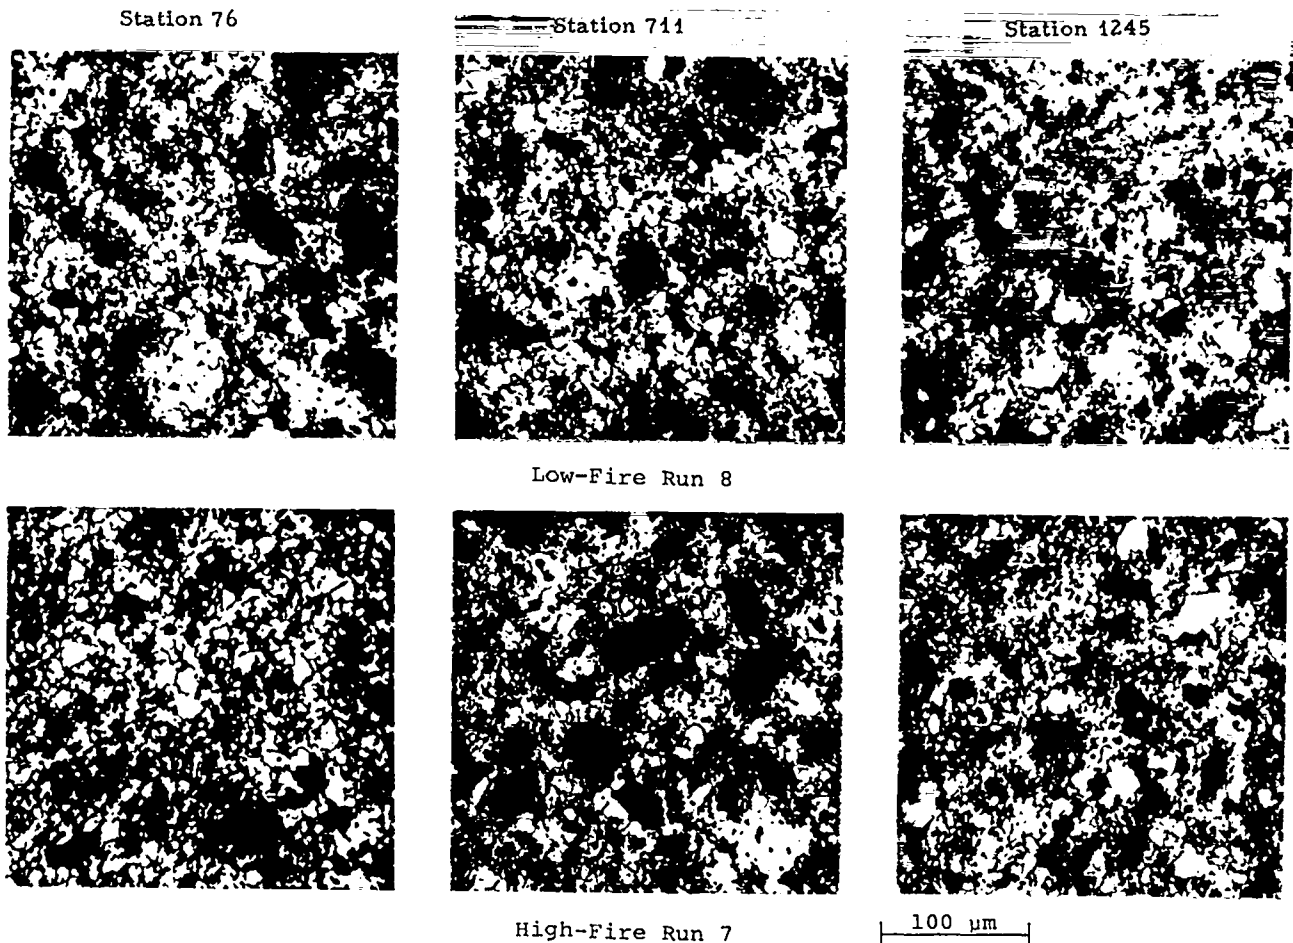 Station 76
Station 711
Station 1245
Low-Fire Run 8
High-Fire Run 7
100 μm